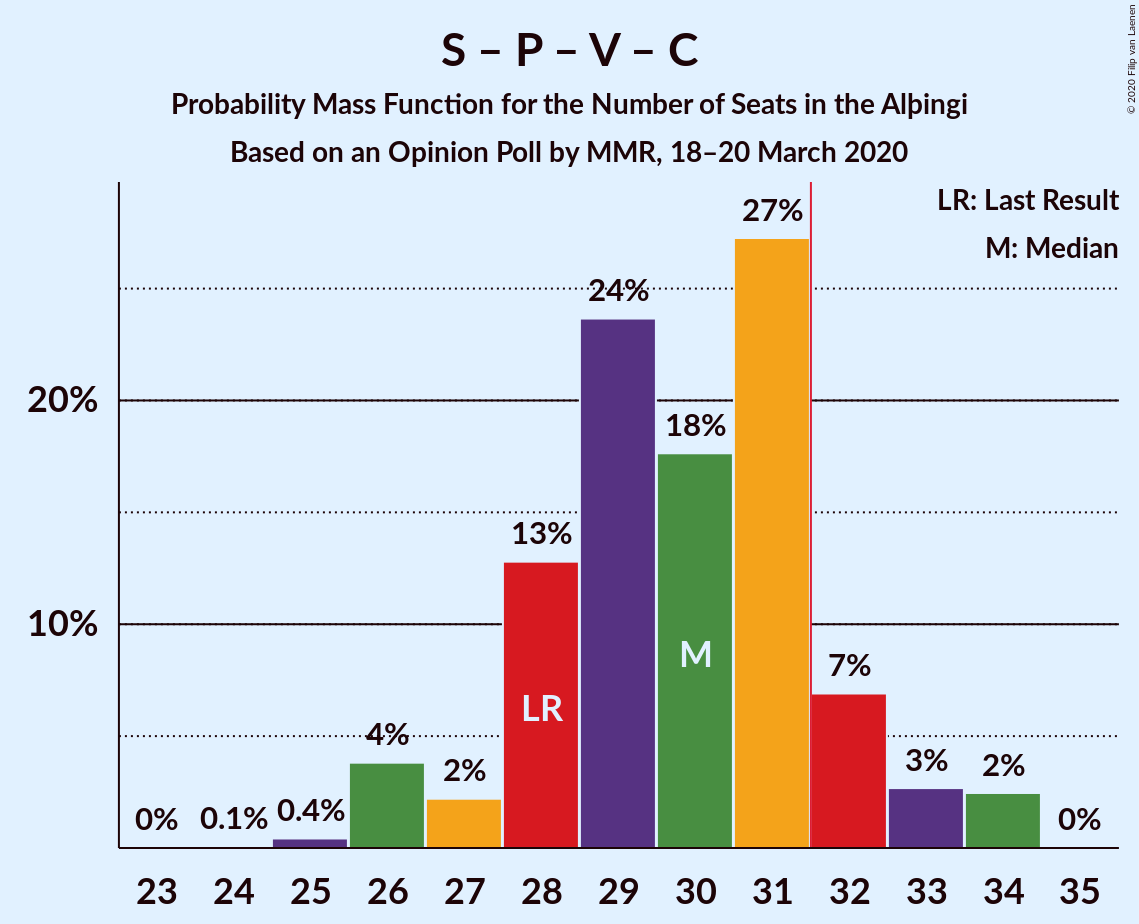 S – P – V – C
Probability Mass Function for the Number of Seats in the Alþingi
Based on an Opinion Poll by MMR, 18–20 March 2020
© 2020 Filip van Laenen
LR: Last Result
M: Median
27%
24%
20%
18%
13%
10%
M
7%
LR
4%
3%
2%
2%
0%
0.1%
0.4%
0%
23 24 25 26 27 28 29 30 31 32 33 34 35